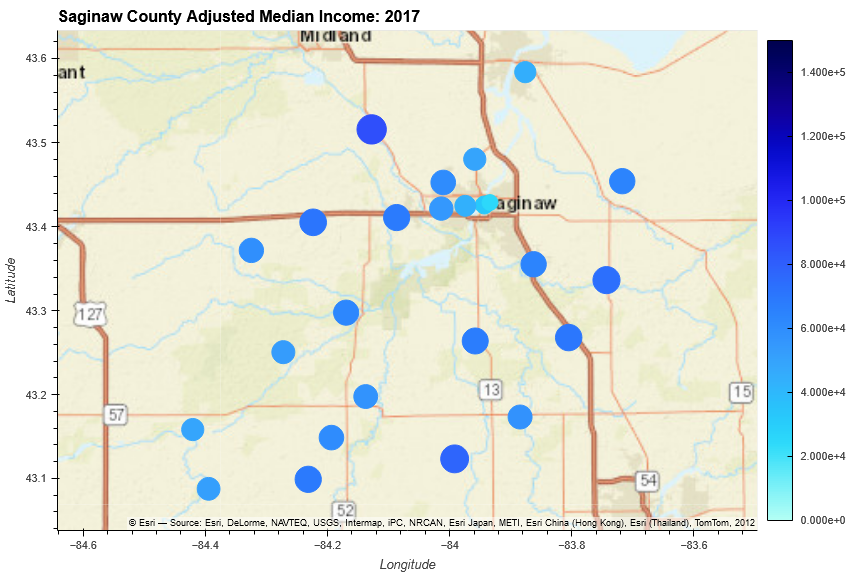 Saginaw County Adjusted Median Income: 2017
Midland
ant
aginaw
127
57
13
15
54
52
43.6
43.5
43.4
43.3
43.2
43.1
Latitude
−84.6
−84.4
−84.2
−84
−83.8
−83.6
Longitude
© Esri — Source: Esri, DeLorme, NAVTEQ, USGS, Intermap, iPC, NRCAN, Esri Japan, METI, Esri China (Hong Kong), Esri (Thailand), TomTom, 2012
1.400e+5
1.200e+5
1.000e+5
8.000e+4
6.000e+4
4.000e+4
2.000e+4
0.000e+0